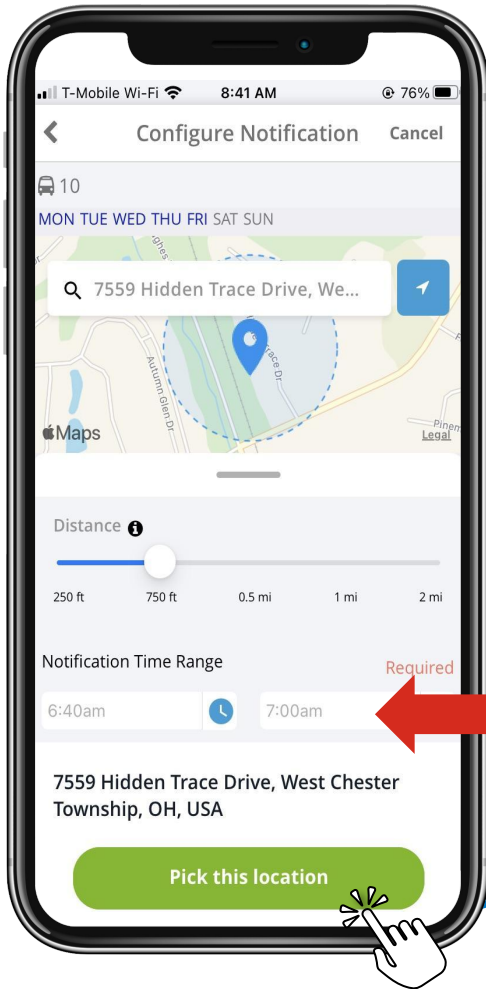 T-Mobile Wi-Fi 8:41 AM 76%
Configure Notification Cancel
10
MON TUE WED THU FRI SAT SUN
7559 Hidden Trace Drive, We...
Autumn Glen Dr
race Dr
Maps
Pinem
Legal
Distance
250 ft 750 ft 0.5 mi 1 mi 2 mi
Notification Time Range
Required
6:40am 7:00am
7559 Hidden Trace Drive, West Chester
Township, OH, USA
Pick this location